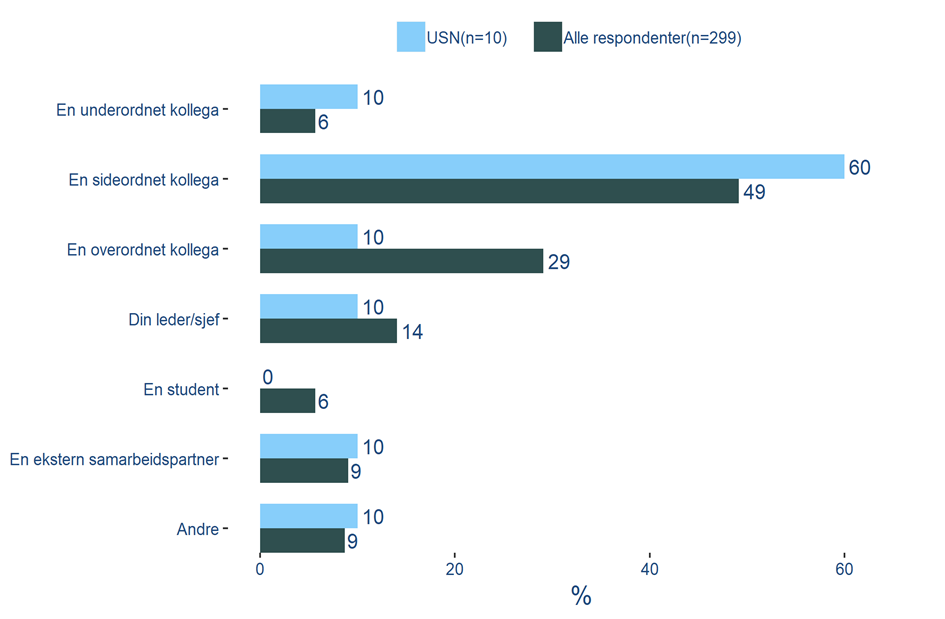 USN(n=10) Alle respondenter(n=299)
En underordnet kollega 10
6
En sideordnet kollega 60
49
En overordnet kollega 10
29
Din leder/sjef 10
14
En student 0
6
En ekstern samarbeidspartner 10
9
Andre 10
9
0 20 40 60
%